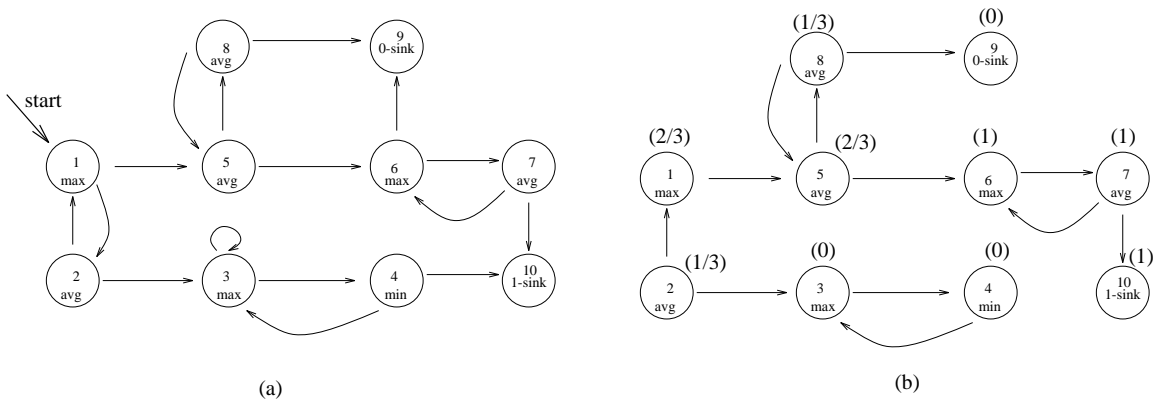 8
avg
9
0-sink
start
1
max
5
avg
6
max
7
avg
2
avg
3
max
4
min
10
1-sink
(a)
(1/3)
8
avg
(0)
9
0-sink
(2/3)
1
max
(2/3)
5
avg
(1)
6
max
(1)
7
avg
(1/3)
2
avg
(0)
3
max
(0)
4
min
(1)
10
1-sink
(b)